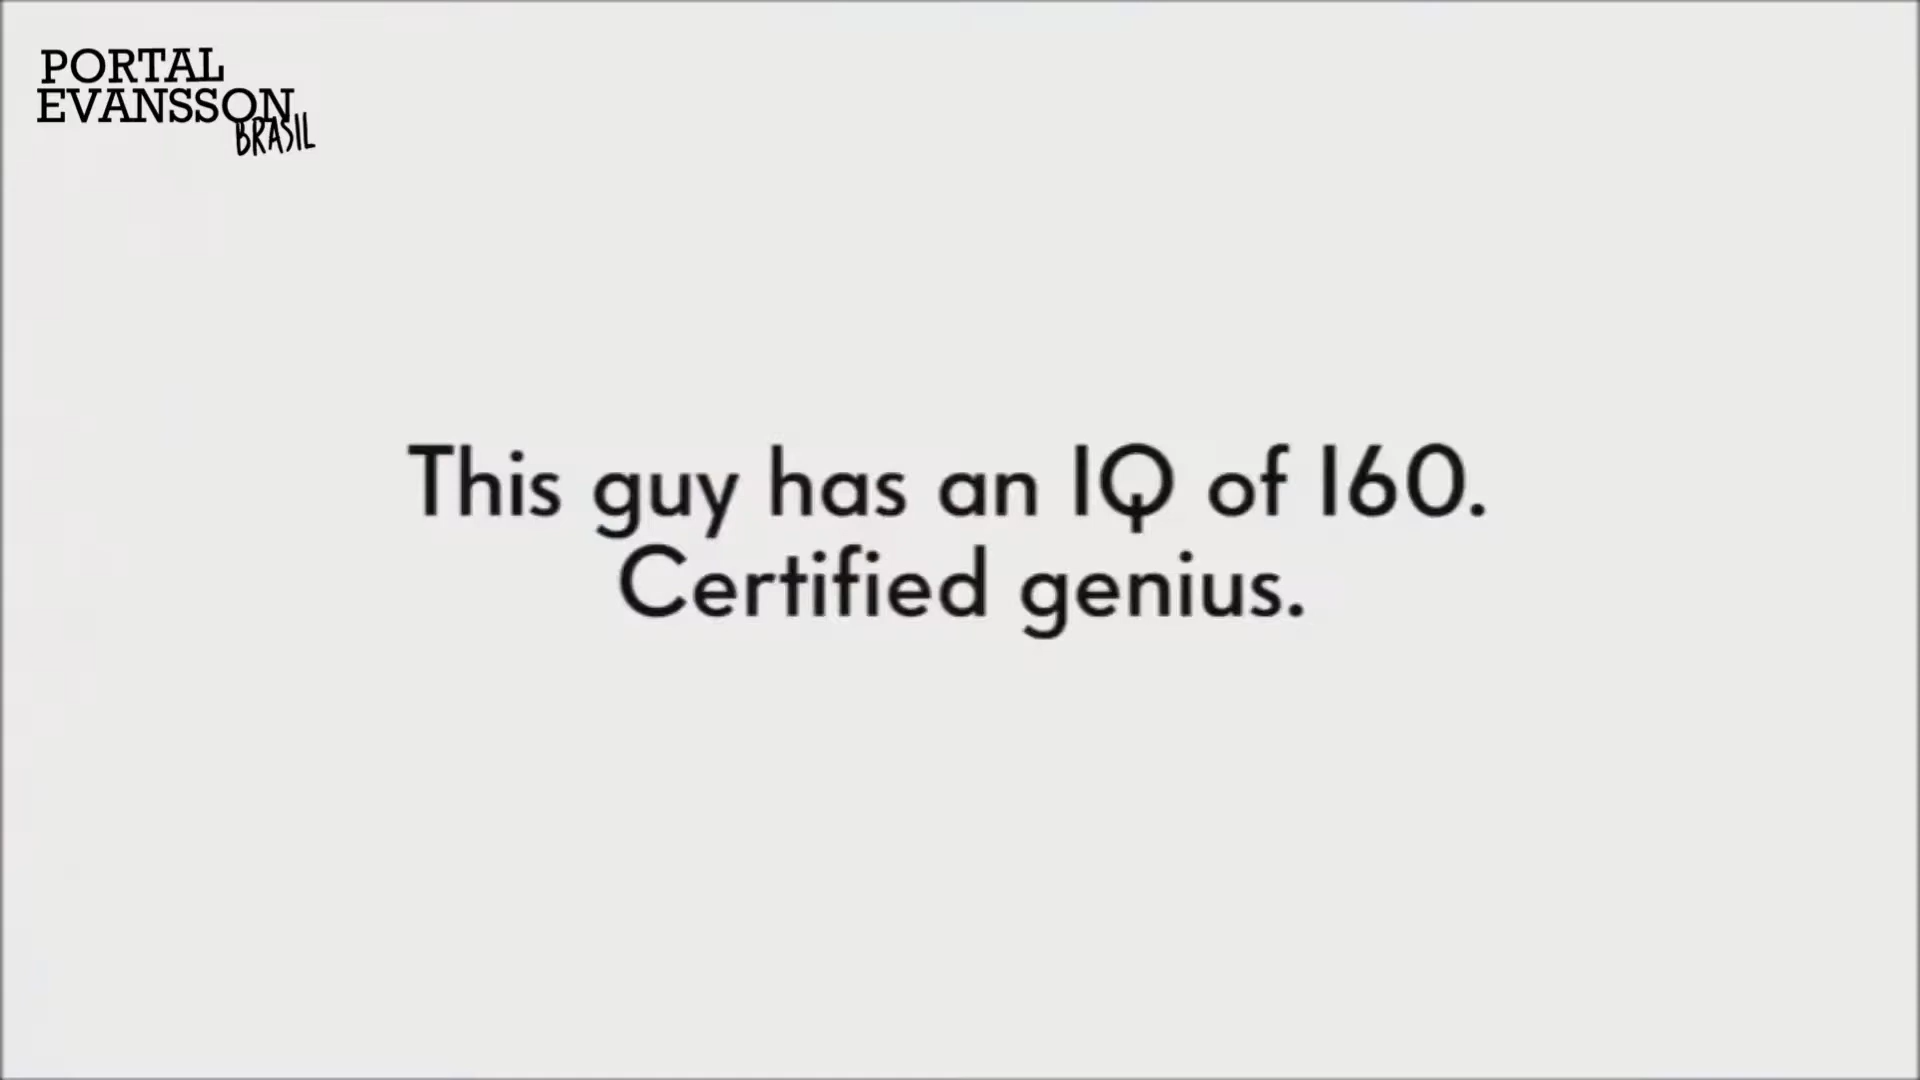 PORTAL
EVANSSON
BRASIL
This guy has an IQ of 160.
Certified genius.